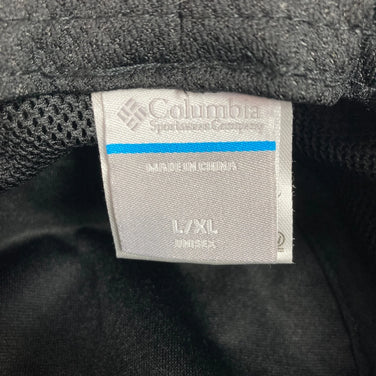 Columbia
Sportswear Company
MADE IN CHINA
L/XL
UNISEX